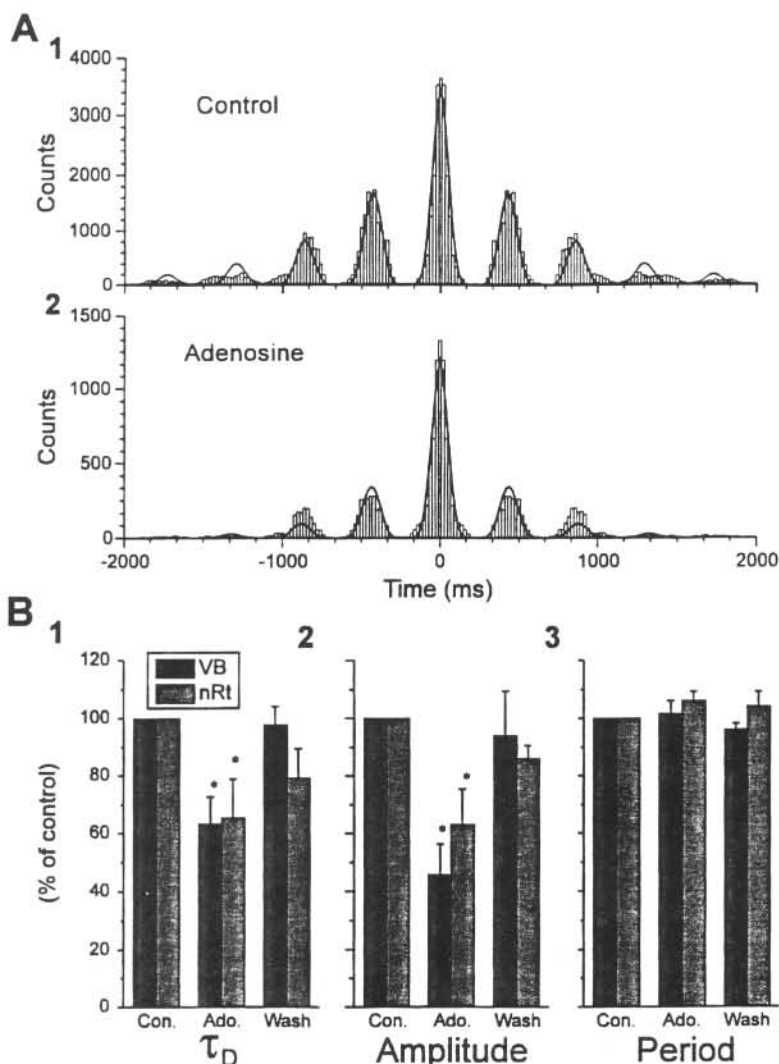 A
1
4000
3000
2000
1000
0
Counts
Control
2
1500
1000
500
0
Counts
Adenosine
-2000 -1000 0 1000 2000
Time (ms)
B
1 2 3
120
100
80
60
40
20
0
(% of control)
VB
nRt
* *
* *
Con. Ado. Wash Con. Ado. Wash Con. Ado. Wash
τD Amplitude Period